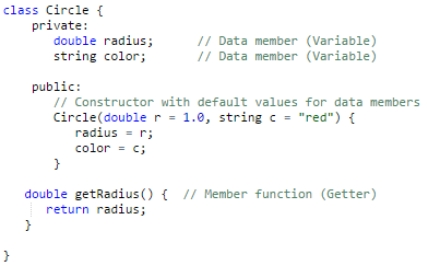 class Circle {
private:
double radius; // Data member (Variable)
string color; // Data member (Variable)
public:
// Constructor with default values for data members
Circle(double r = 1.0, string c = "red") {
radius = r;
color = c;
}
double getRadius() { // Member function (Getter)
return radius;
}
}